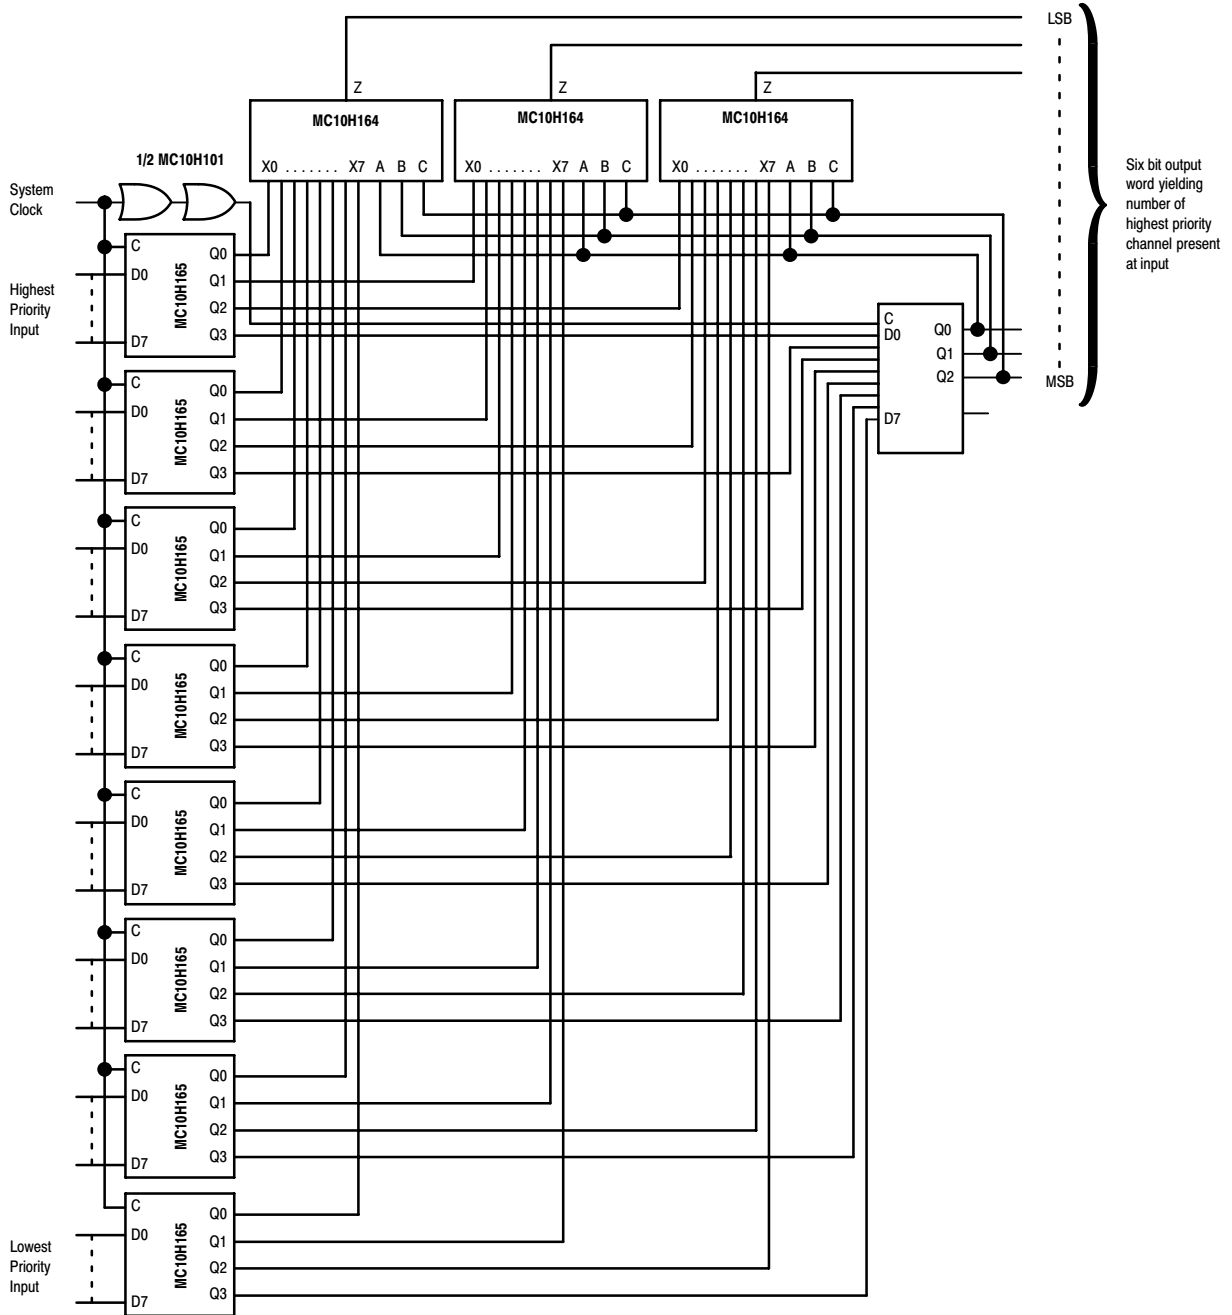 LSB
Z
Z
Z
MC10H164
MC10H164
MC10H164
X0 . . . . . . . X7 A B C
X0 . . . . . . . X7 A B C
X0 . . . . . . . X7 A B C
1/2 MC10H101
System
Clock
Six bit output
word yielding
number of
highest priority
channel present
at input
Highest
Priority
Input
C
D0
D7
MC10H165
Q0
Q1
Q2
Q3
C
D0
D7
Q0
Q1
Q2
MSB
C
D0
D7
MC10H165
Q0
Q1
Q2
Q3
C
D0
D7
MC10H165
Q0
Q1
Q2
Q3
C
D0
D7
MC10H165
Q0
Q1
Q2
Q3
C
D0
D7
MC10H165
Q0
Q1
Q2
Q3
C
D0
D7
MC10H165
Q0
Q1
Q2
Q3
C
D0
D7
MC10H165
Q0
Q1
Q2
Q3
Lowest
Priority
Input
C
D0
D7
MC10H165
Q0
Q1
Q2
Q3